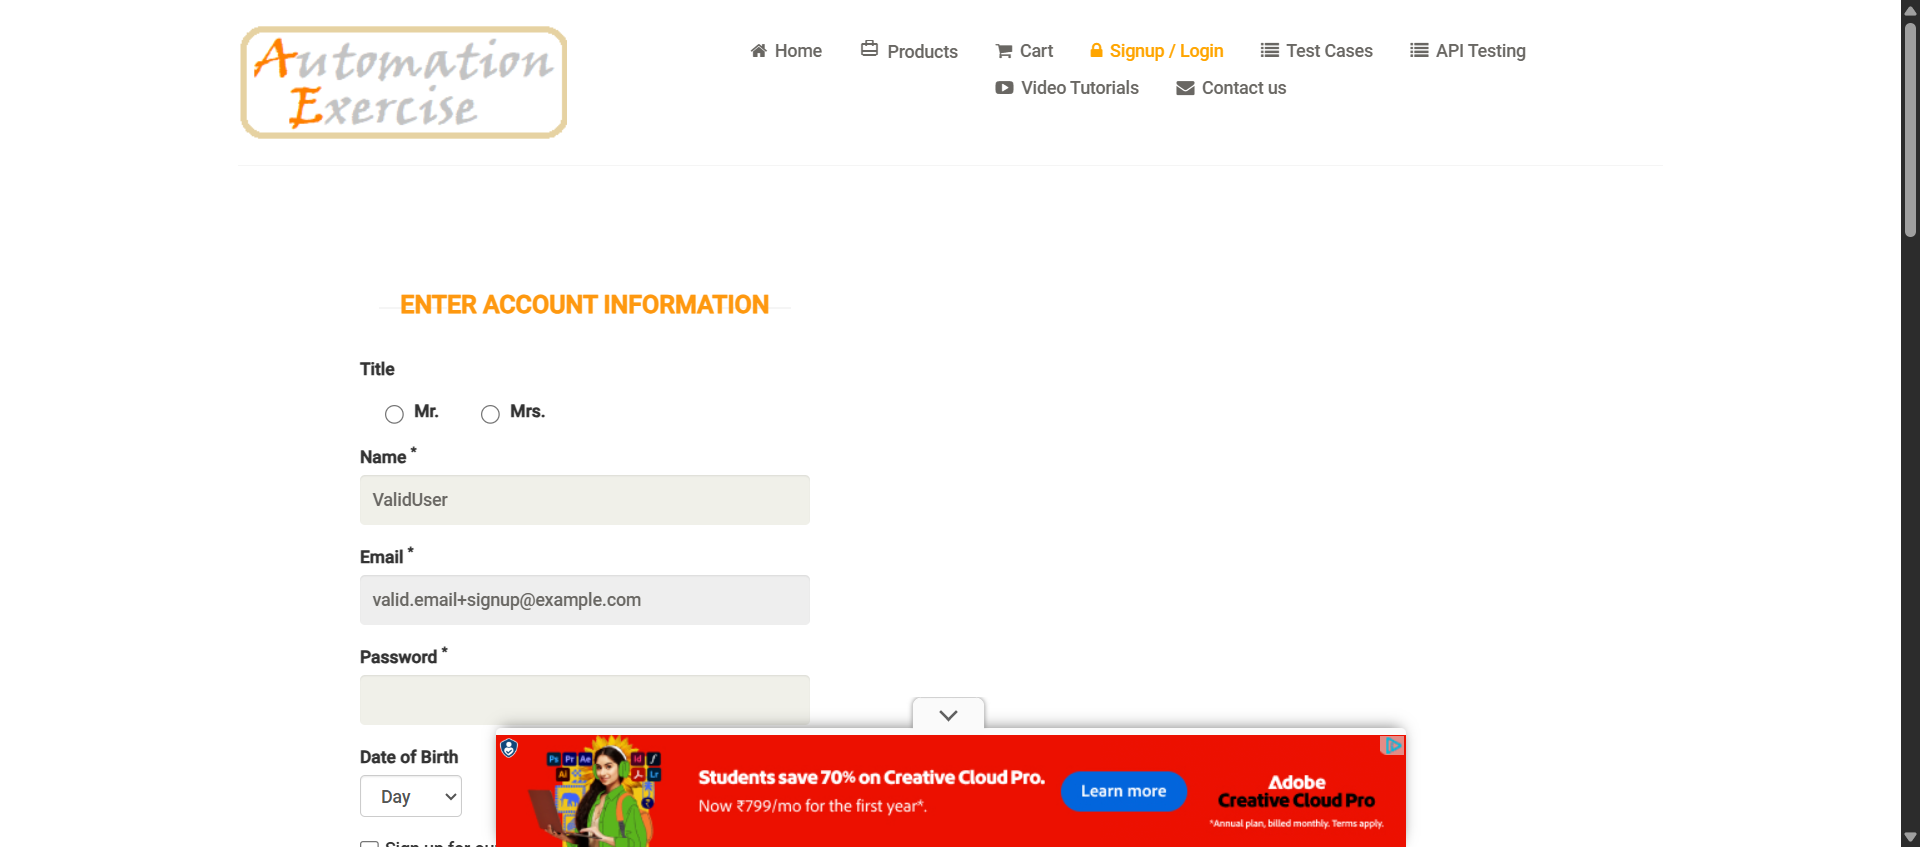 Automation
Exercise
Home
Products
Cart
Signup / Login
Test Cases
API Testing
Video Tutorials
Contact us
ENTER ACCOUNT INFORMATION
Title
Mr.
Mrs.
Name *
ValidUser
Email *
valid.email+signup@example.com
Password *
Date of Birth
Day
Sign up for our
Ps Pr Ae Id f
Ai Lr
Students save 70% on Creative Cloud Pro.
Now ₹799/mo for the first year*.
Learn more
Adobe
Creative Cloud Pro
*Annual plan, billed monthly. Terms apply.